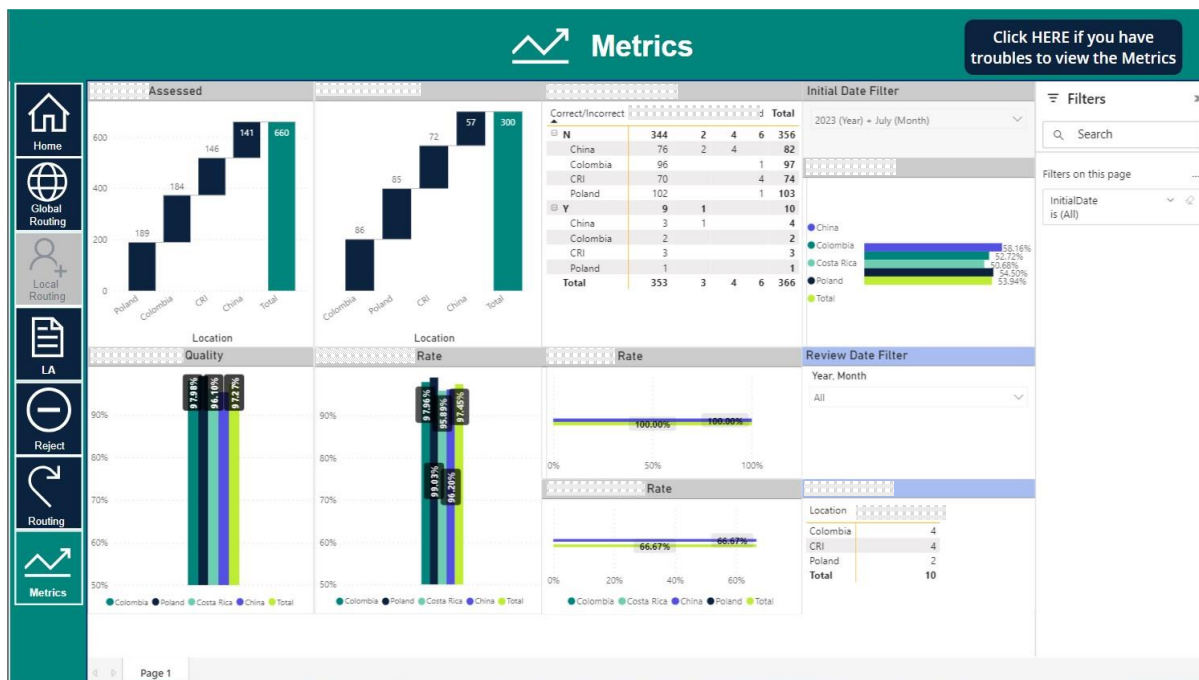 Metrics
Click HERE if you have
troubles to view the Metrics
Home
Global
Routing
Local
Routing
LA
Reject
Routing
Metrics
Assessed
600
400
200
0
189
184
146
141
660
Poland
Colombia
CRI
China
Total
Location
86
85
72
57
300
Colombia
Poland
CRI
China
Total
Location
Correct/Incorrect d Total
N 344 2 4 6 356
China 76 2 4 82
Colombia 96 1 97
CRI 70 4 74
Poland 102 1 103
Y 9 1 10
China 3 1 4
Colombia 2 2
CRI 3 3
Poland 1 1
Total 353 3 4 6 366
Initial Date Filter
2023 (Year) + July (Month)
China
Colombia
Costa Rica
Poland
Total
58.16%
52.72%
50.68%
54.50%
53.94%
Filters
Search
Filters on this page
...
InitialDate
is (All)
Quality
90%
80%
70%
60%
50%
97.98%
96.10%
97.27%
Colombia Poland Costa Rica China Total
Rate
90%
80%
70%
60%
50%
97.96%
99.03%
95.89%
96.20%
97.45%
Colombia Poland Costa Rica China Total
Rate
100.00% 100.00%
0% 50% 100%
Rate
66.67% 66.67%
0% 20% 40% 60%
Colombia Costa Rica China Poland Total
Review Date Filter
Year, Month
All
Location
Colombia 4
CRI 4
Poland 2
Total 10
Page 1